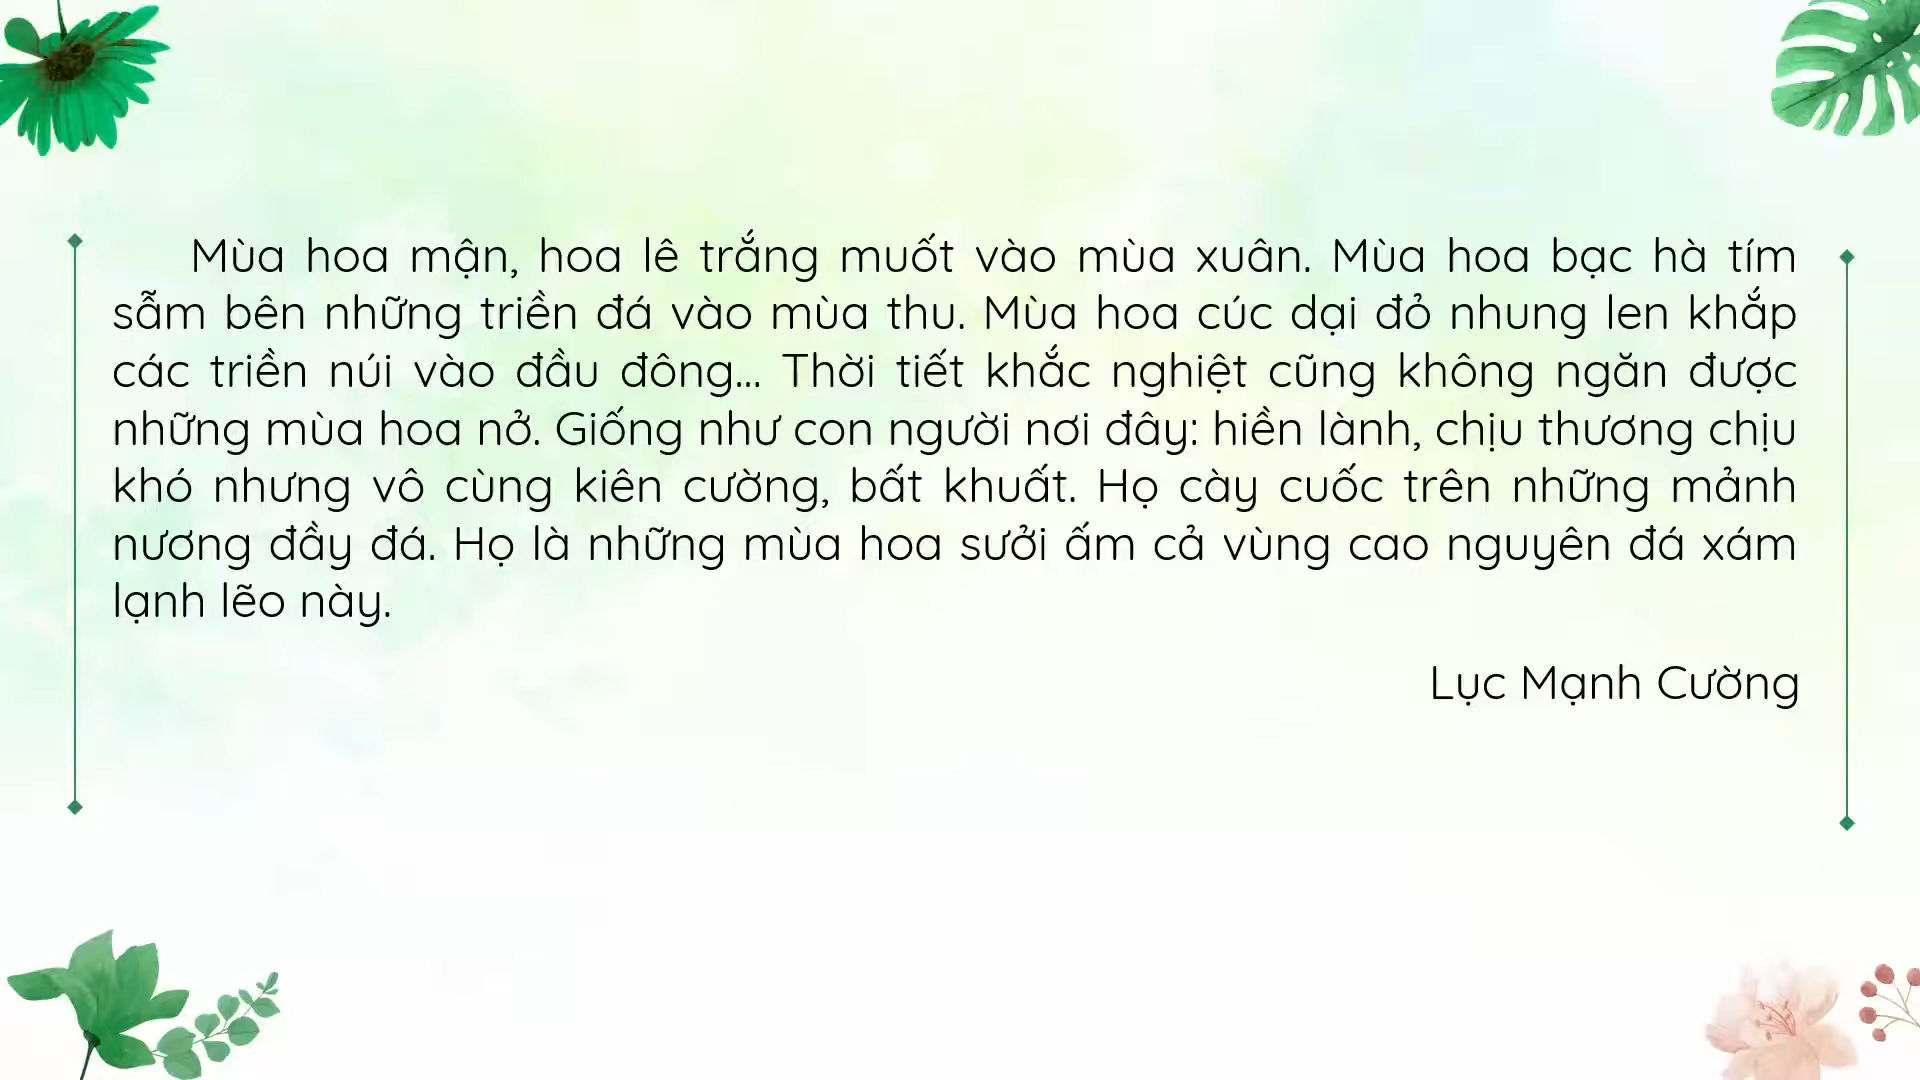 Mùa hoa mận, hoa lê trắng muốt vào mùa xuân. Mùa hoa bạc hà tím
sẫm bên những triền đá vào mùa thu. Mùa hoa cúc dại đỏ nhung len khắp
các triền núi vào đầu đông... Thời tiết khắc nghiệt cũng không ngăn được
những mùa hoa nở. Giống như con người nơi đây: hiền lành, chịu thương chịu
khó nhưng vô cùng kiên cường, bất khuất. Họ cày cuốc trên những mảnh
nương đầy đá. Họ là những mùa hoa sưởi ấm cả vùng cao nguyên đá xám
lạnh lẽo này.
Lục Mạnh Cường